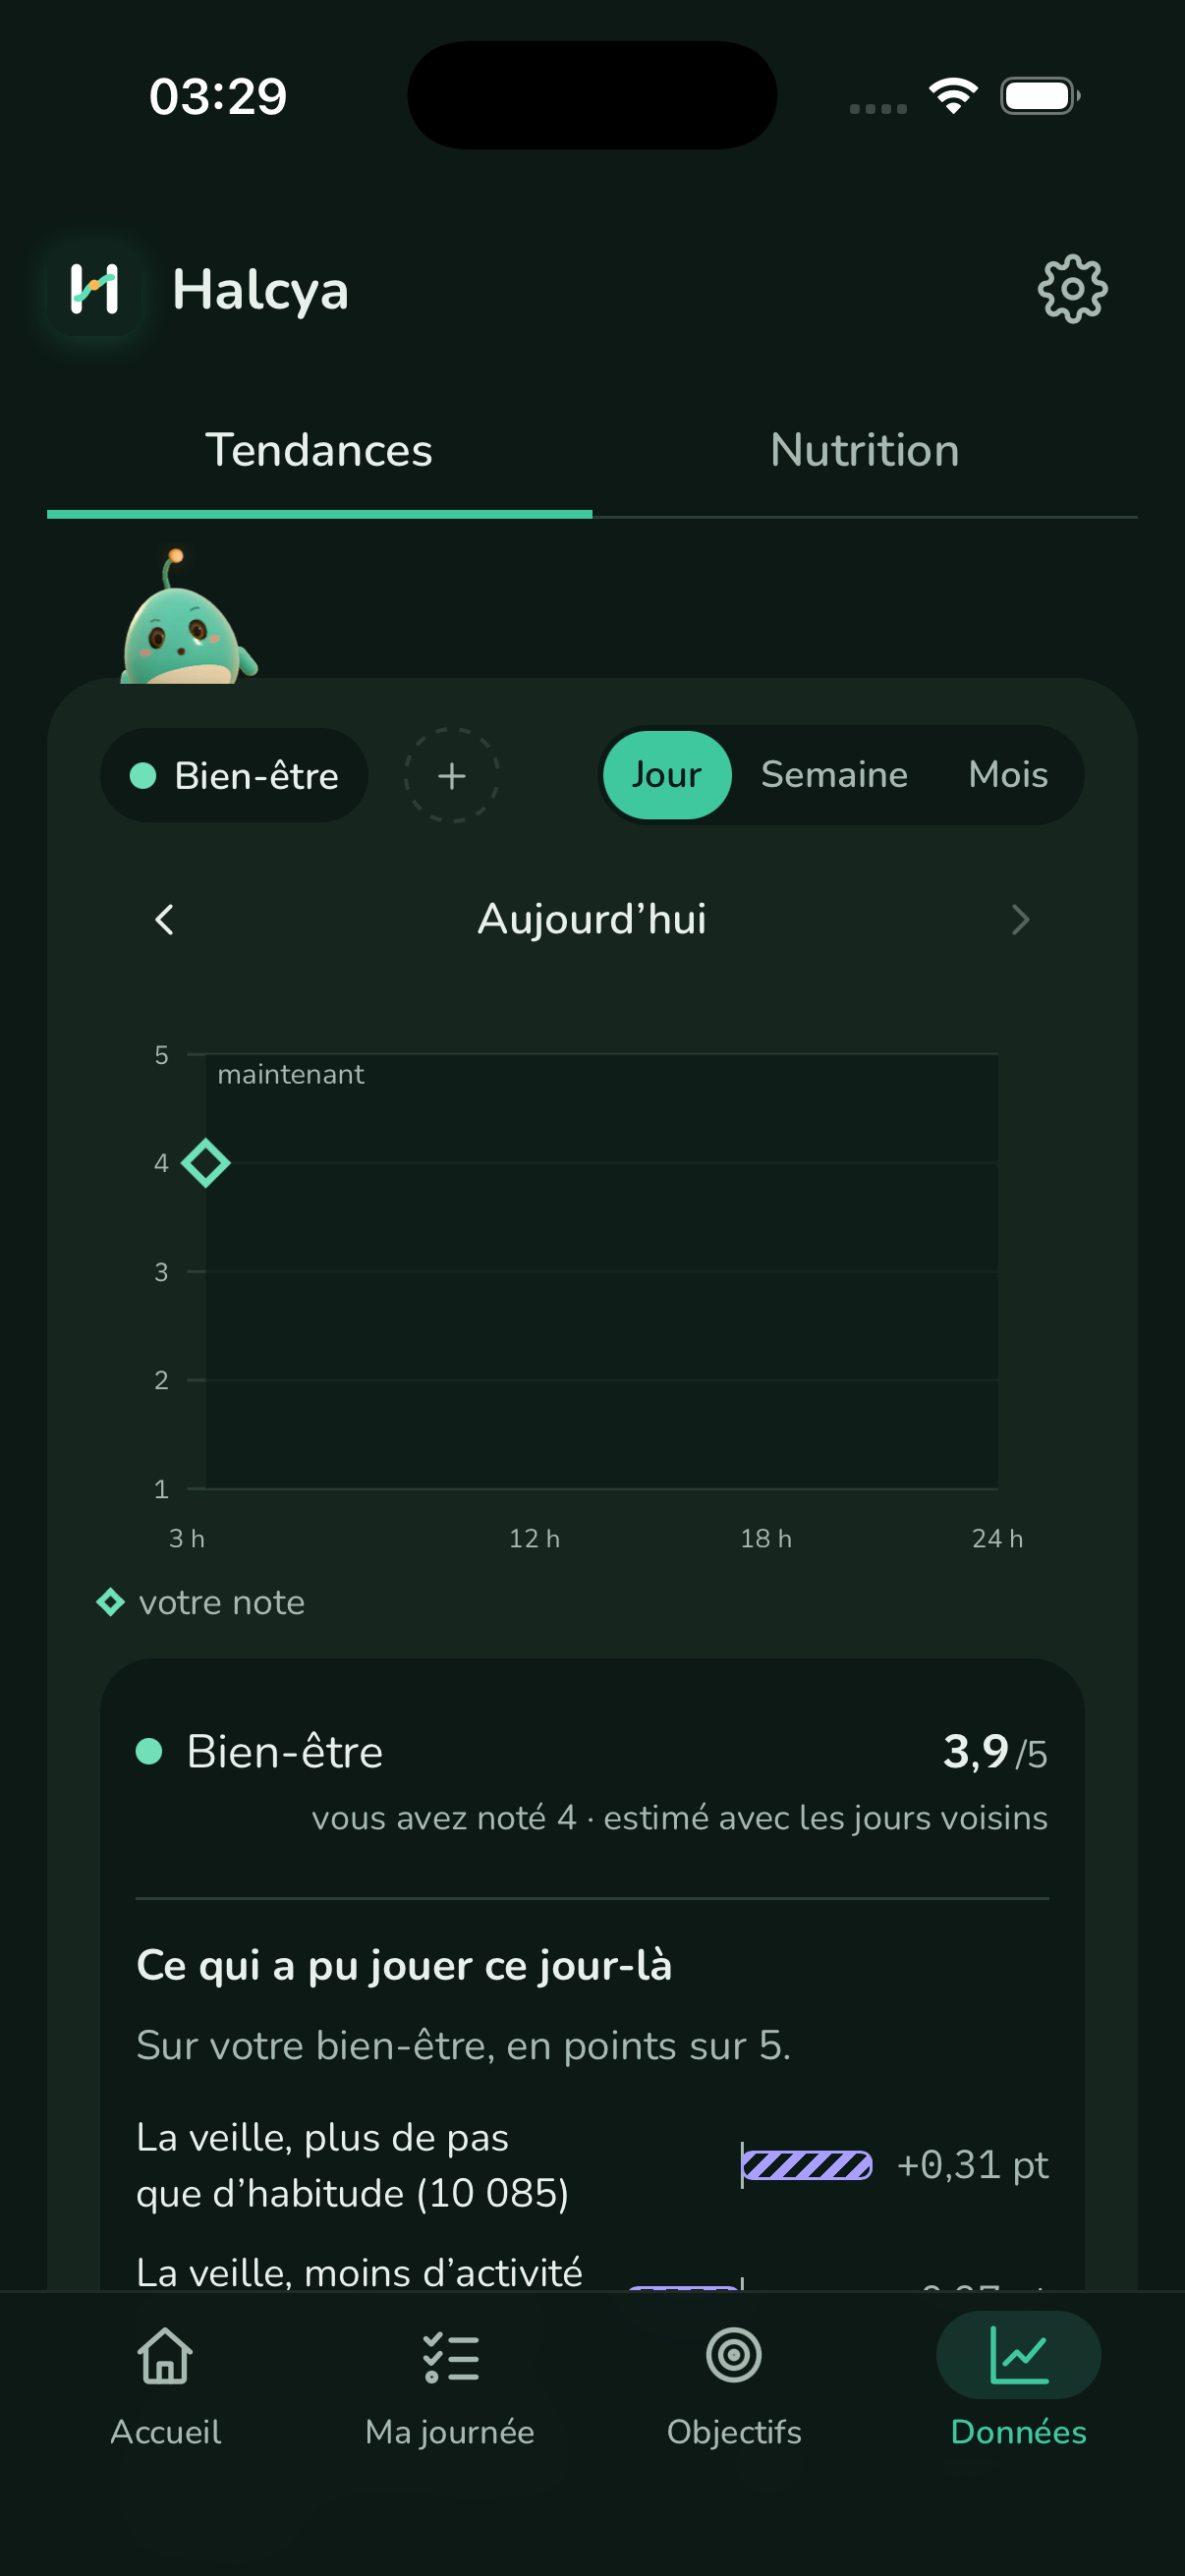 03:29
Halcya
Tendances
Nutrition
Bien-être
+
Jour
Semaine
Mois
Aujourd’hui
5
maintenant
4
3
2
1
3 h
12 h
18 h
24 h
votre note
Bien-être
3,9/5
vous avez noté 4 · estimé avec les jours voisins
Ce qui a pu jouer ce jour-là
Sur votre bien-être, en points sur 5.
La veille, plus de pas
que d’habitude (10 085)
+0,31 pt
La veille, moins d’activité
Accueil
Ma journée
Objectifs
Données